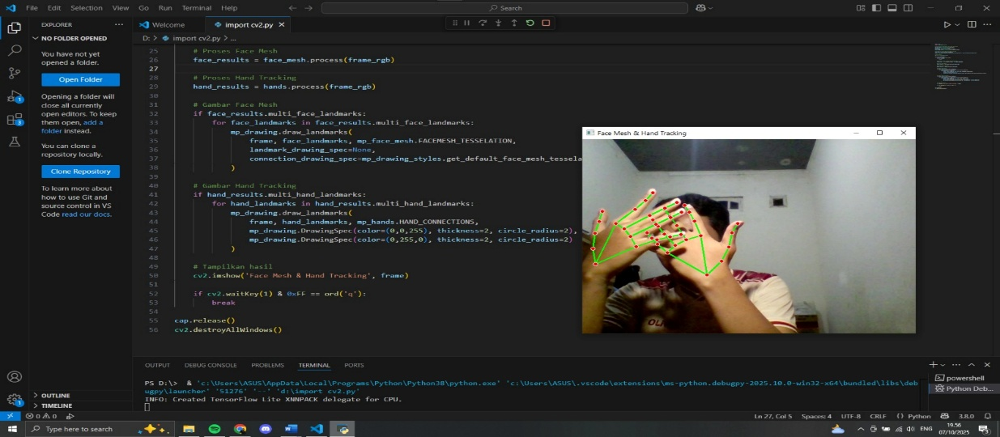 File Edit Selection View Go Run Terminal Help
Search
EXPLORER
Welcome
import cv2.py
NO FOLDER OPENED
D: > import cv2.py > ...
You have not yet
opened a folder.
Open Folder
Opening a folder will
close all currently
open editors. To keep
them open, add a
folder instead.
You can clone a
repository locally.
Clone Repository
To learn more about
how to use Git and
source control in VS
Code read our docs.
OUTLINE
TIMELINE
25 # Proses Face Mesh
26 face_results = face_mesh.process(frame_rgb)
27
28 # Proses Hand Tracking
29 hand_results = hands.process(frame_rgb)
30
31 # Gambar Face Mesh
32 if face_results.multi_face_landmarks:
33 for face_landmarks in face_results.multi_face_landmarks:
34 mp_drawing.draw_landmarks(
35 frame, face_landmarks, mp_face_mesh.FACEMESH_TESSELATION,
36 landmark_drawing_spec=None,
37 connection_drawing_spec=mp_drawing_styles.get_default_face_mesh_tessela
38 )
39
40 # Gambar Hand Tracking
41 if hand_results.multi_hand_landmarks:
42 for hand_landmarks in hand_results.multi_hand_landmarks:
43 mp_drawing.draw_landmarks(
44 frame, hand_landmarks, mp_hands.HAND_CONNECTIONS,
45 mp_drawing.DrawingSpec(color=(0,0,255), thickness=2, circle_radius=2),
46 mp_drawing.DrawingSpec(color=(0,255,0), thickness=2, circle_radius=2)
47 )
48
49 # Tampilkan hasil
50 cv2.imshow('Face Mesh & Hand Tracking', frame)
51
52 if cv2.waitKey(1) & 0xFF == ord('q'):
53 break
54
55 cap.release()
56 cv2.destroyAllWindows()
Face Mesh & Hand Tracking
OUTPUT DEBUG CONSOLE PROBLEMS TERMINAL PORTS
PS D:\> & 'c:\Users\ASUS\AppData\Local\Programs\Python\Python38\python.exe' 'c:\Users\ASUS\.vscode\extensions\ms-python.debugpy-2025.10.0-win32-x64\bundled\libs\deb
ugpy\launcher' '51276' '--' 'd:\import cv2.py'
INFO: Created TensorFlow Lite XNNPACK delegate for CPU.
powershell
Python Deb...
0 0 Ln 27, Col 5 Spaces: 4 UTF-8 CRLF {} Python 3.8.0
Type here to search
ENG
19.56
07/10/2025